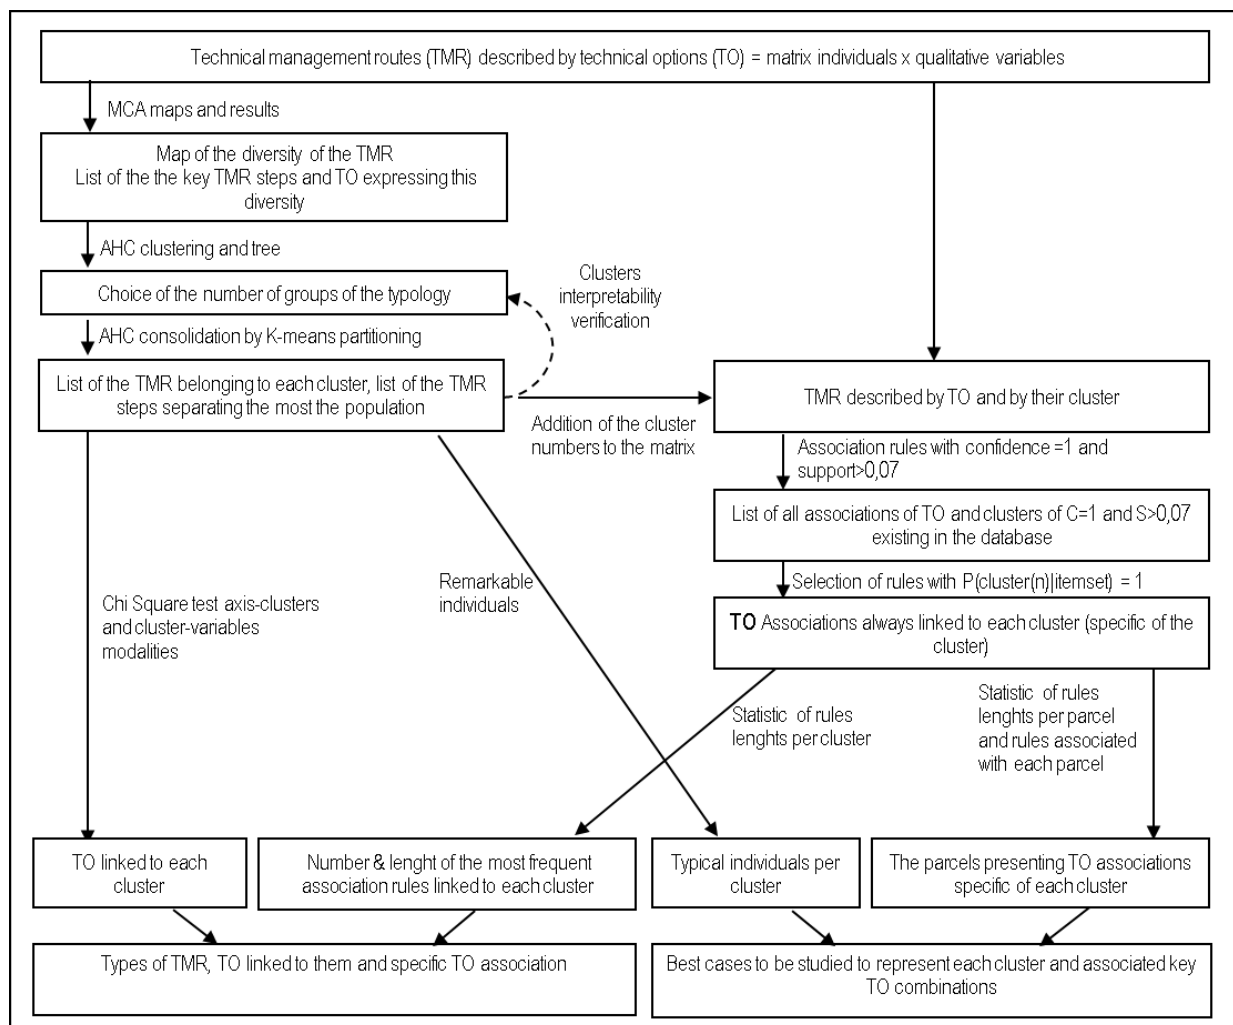 Technical management routes (TMR) described by technical options (TO) = matrix individuals x qualitative variables
MCA maps and results
Map of the diversity of the TMR
List of the the key TMR steps and TO expressing this
diversity
AHC clustering and tree
Choice of the number of groups of the typology
Clusters
interpretability
verification
AHC consolidation by K-means partitioning
List of the TMR belonging to each cluster, list of the TMR
steps separating the most the population
Addition of the cluster
numbers to the matrix
TMR described by TO and by their cluster
Association rules with confidence =1 and
support>0,07
List of all associations of TO and clusters of C=1 and S>0,07
existing in the database
Selection of rules with P(cluster(n)|itemset) = 1
TO Associations always linked to each cluster (specific of the
cluster)
Chi Square test axis-clusters
and cluster-variables
modalities
Remarkable
individuals
Statistic of rules
lenghts per cluster
Statistic of rules
lenghts per parcel
and rules associated
with each parcel
TO linked to each
cluster
Number & lenght of the most frequent
association rules linked to each cluster
Typical individuals per
cluster
The parcels presenting TO associations
specific of each cluster
Types of TMR, TO linked to them and specific TO association
Best cases to be studied to represent each cluster and associated key
TO combinations